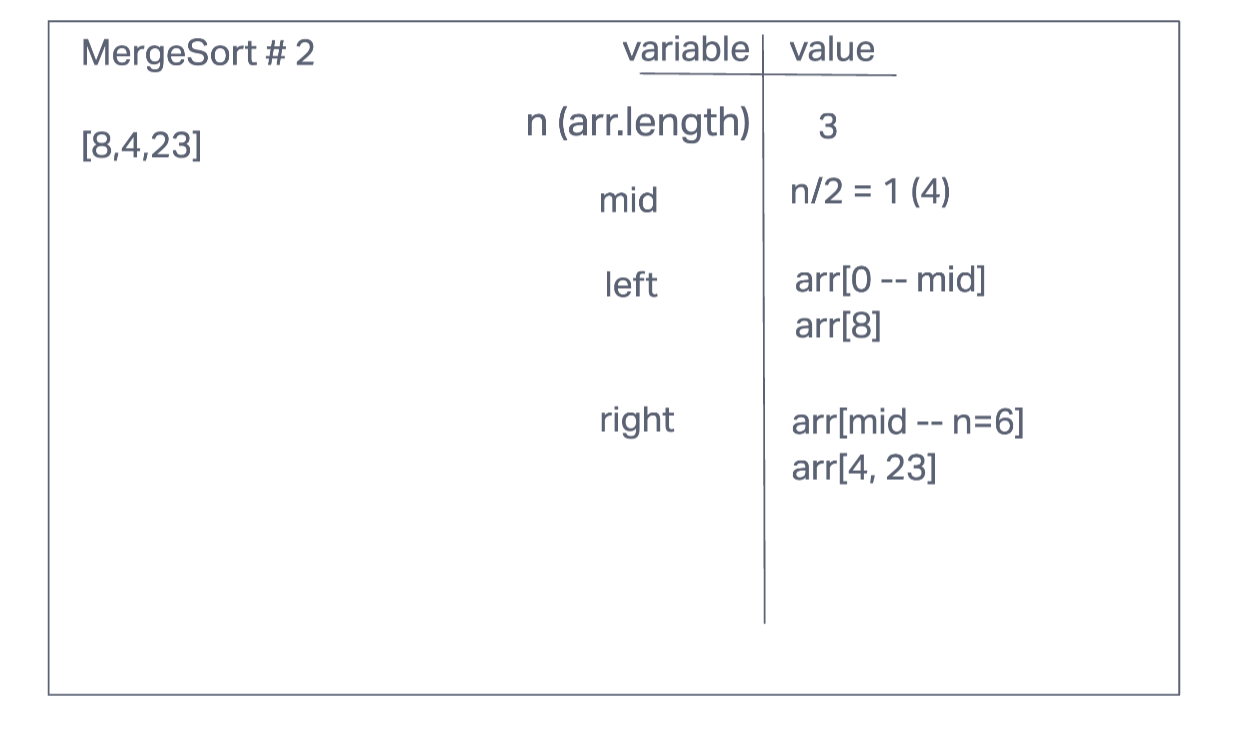 MergeSort # 2
[8,4,23]
variable | value
n (arr.length) 3
mid n/2 = 1 (4)
left arr[0 -- mid]
arr[8]
right arr[mid -- n=6]
arr[4, 23]